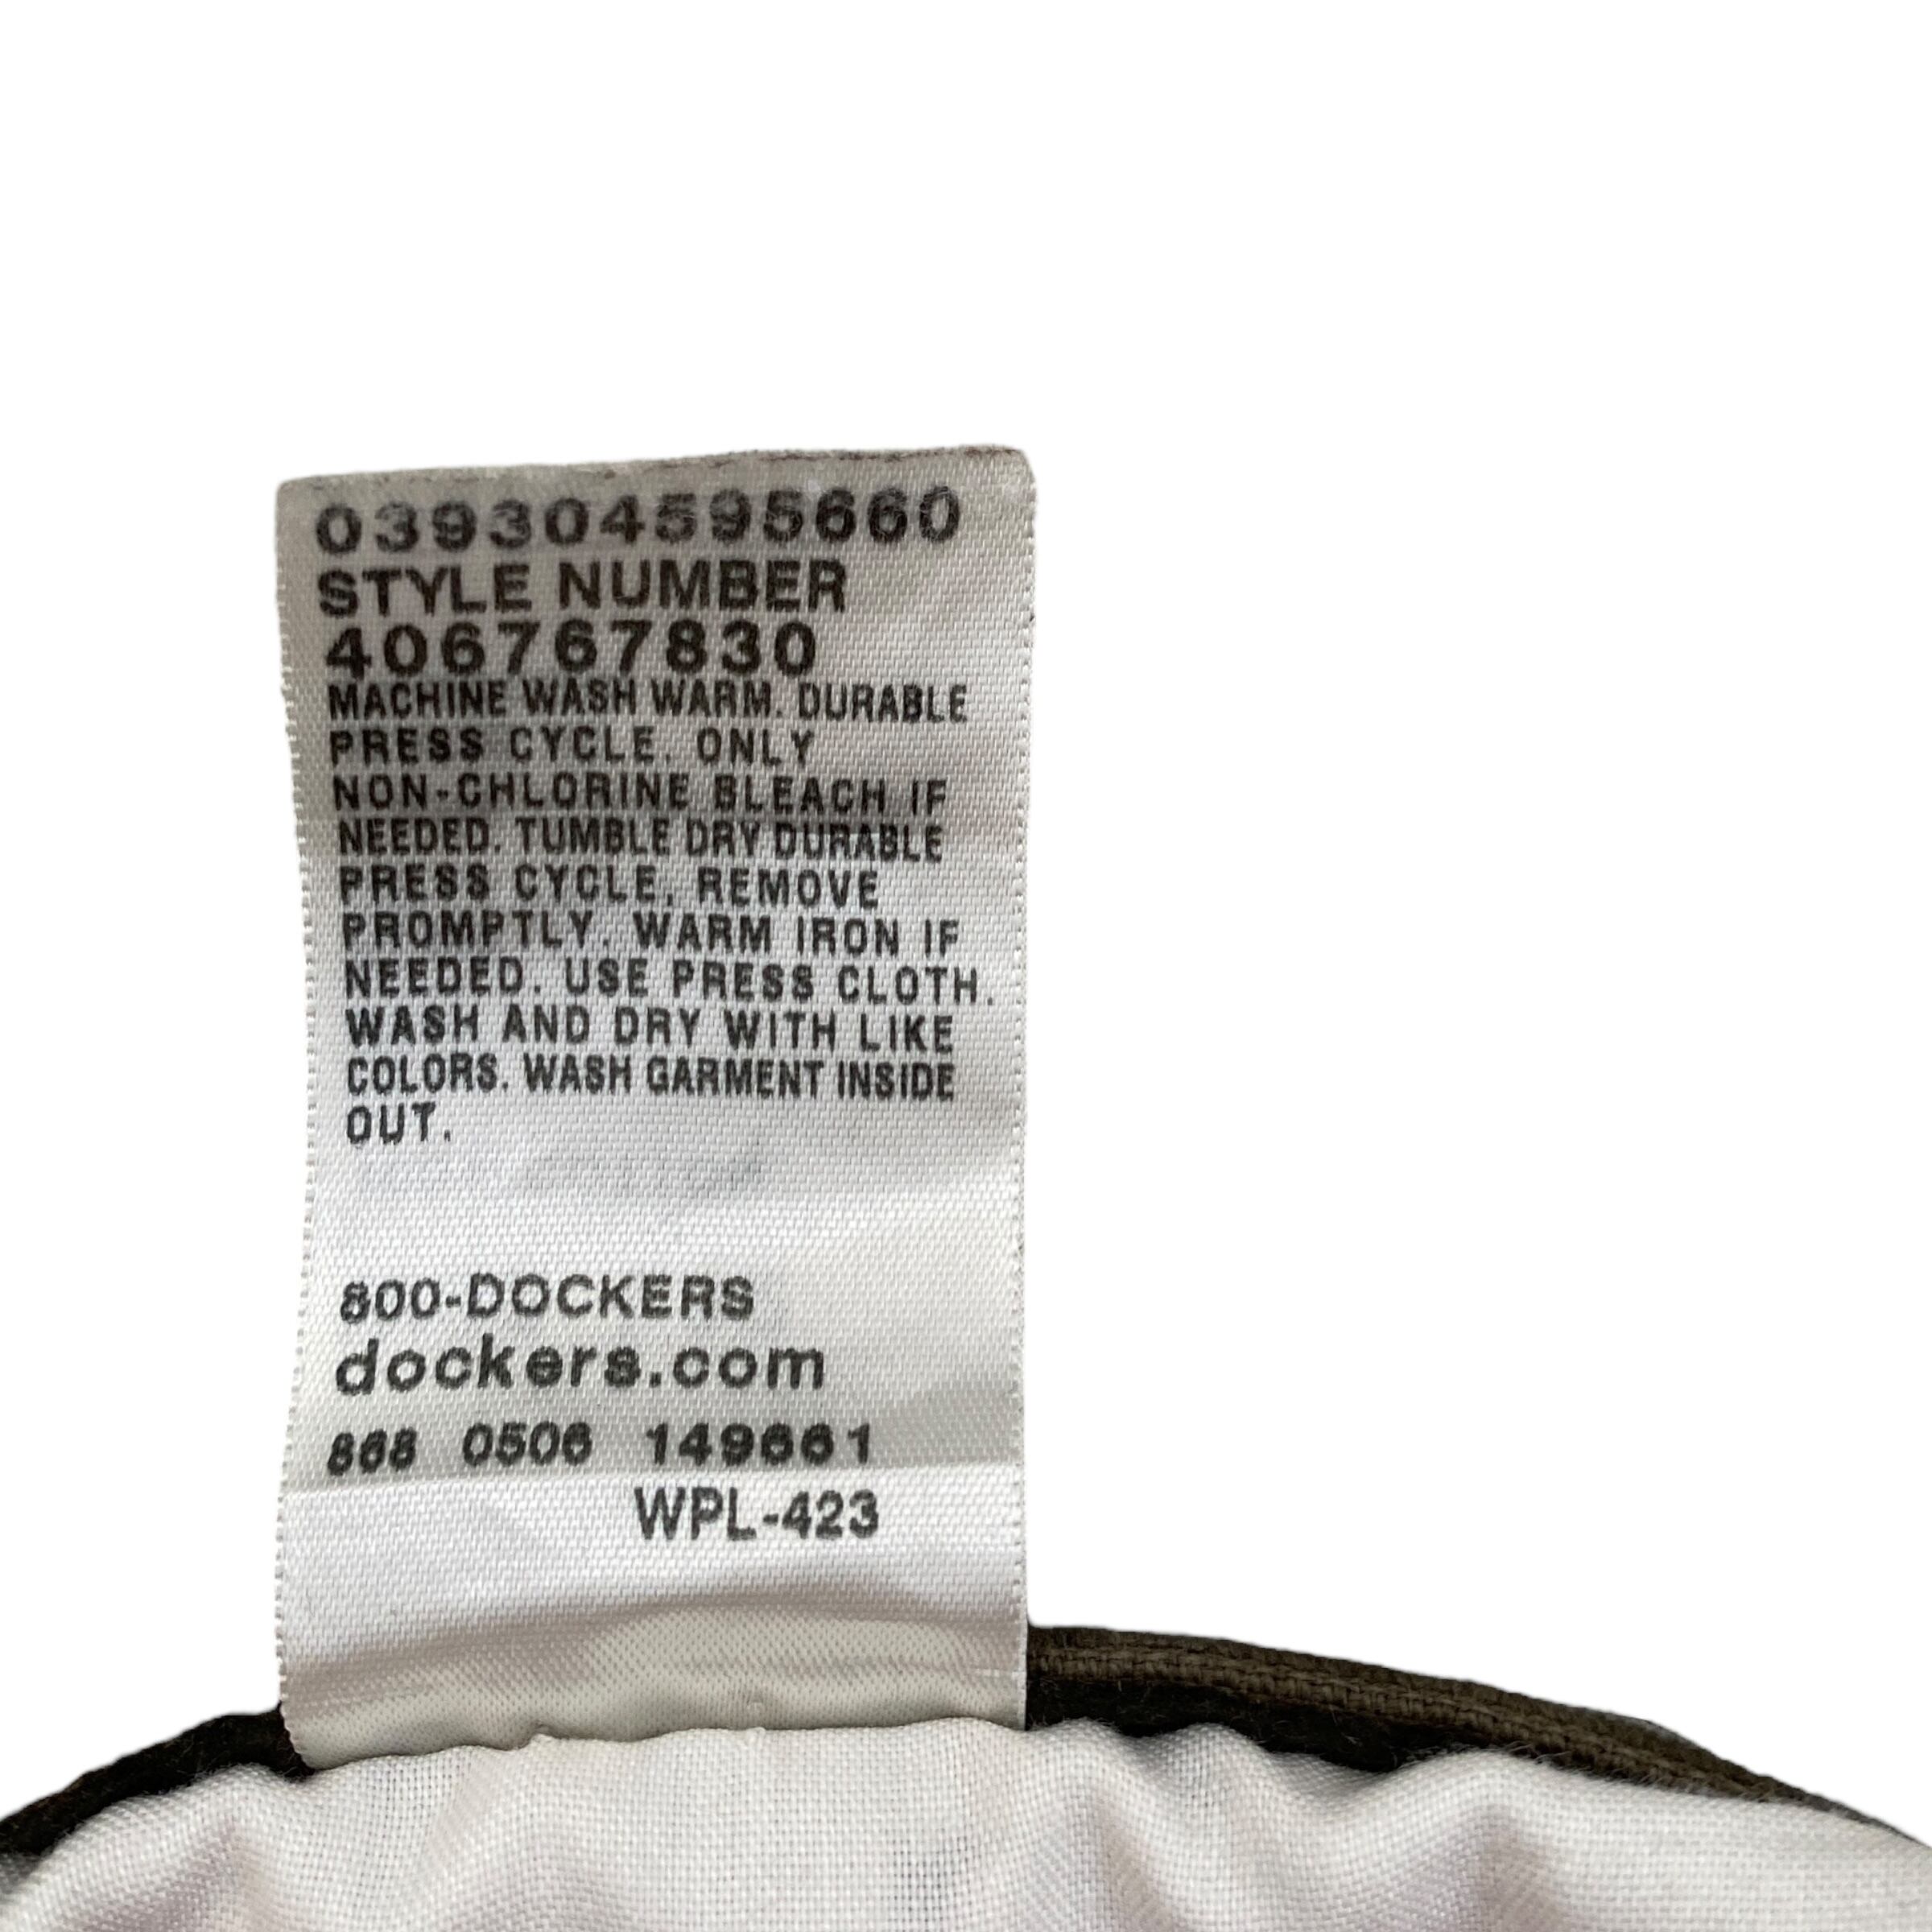 039304595660
STYLE NUMBER
406767830
MACHINE WASH WARM. DURABLE
PRESS CYCLE. ONLY
NON-CHLORINE BLEACH IF
NEEDED. TUMBLE DRY DURABLE
PRESS CYCLE. REMOVE
PROMPTLY. WARM IRON IF
NEEDED. USE PRESS CLOTH.
WASH AND DRY WITH LIKE
COLORS. WASH GARMENT INSIDE
OUT.
800-DOCKERS
dockers.com
868 0506 149661
WPL-423